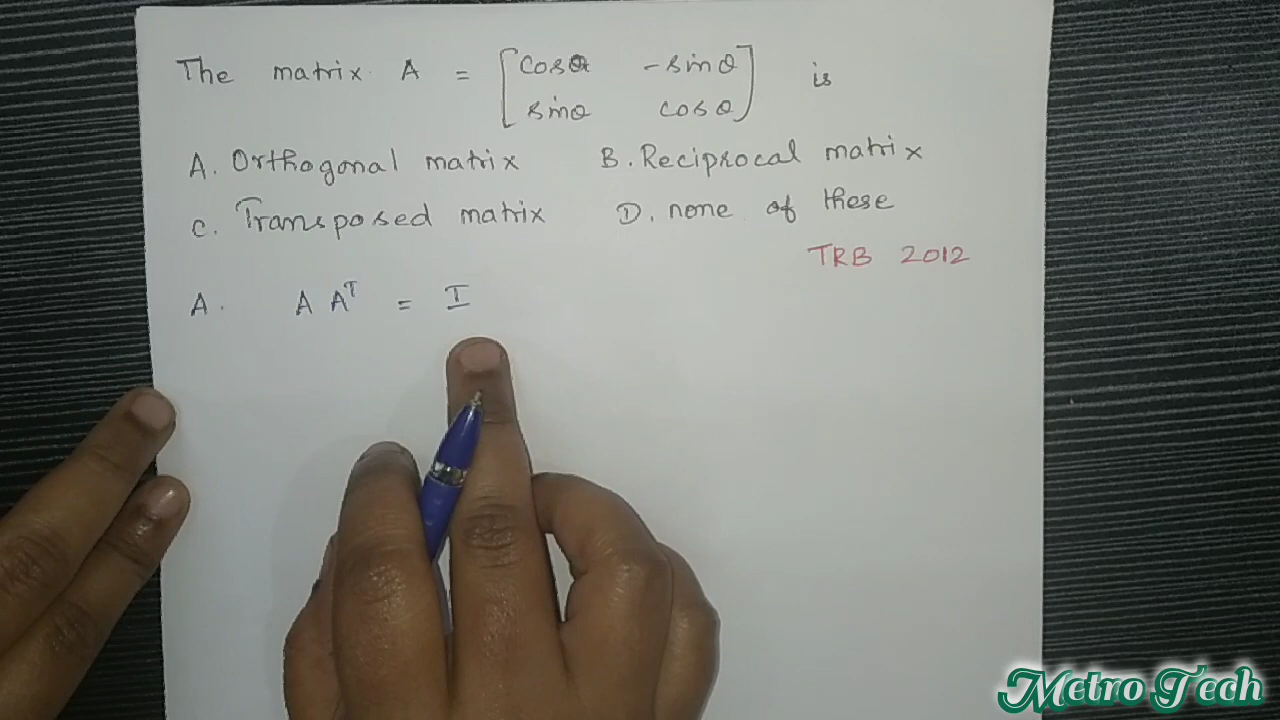 The matrix A = [cosθ -sinθ
sinθ cosθ] is
A. Orthogonal matrix B. Reciprocal matrix
C. Transposed matrix D. none of these
TRB 2012
A. A Aᵀ = I
Metro Tech